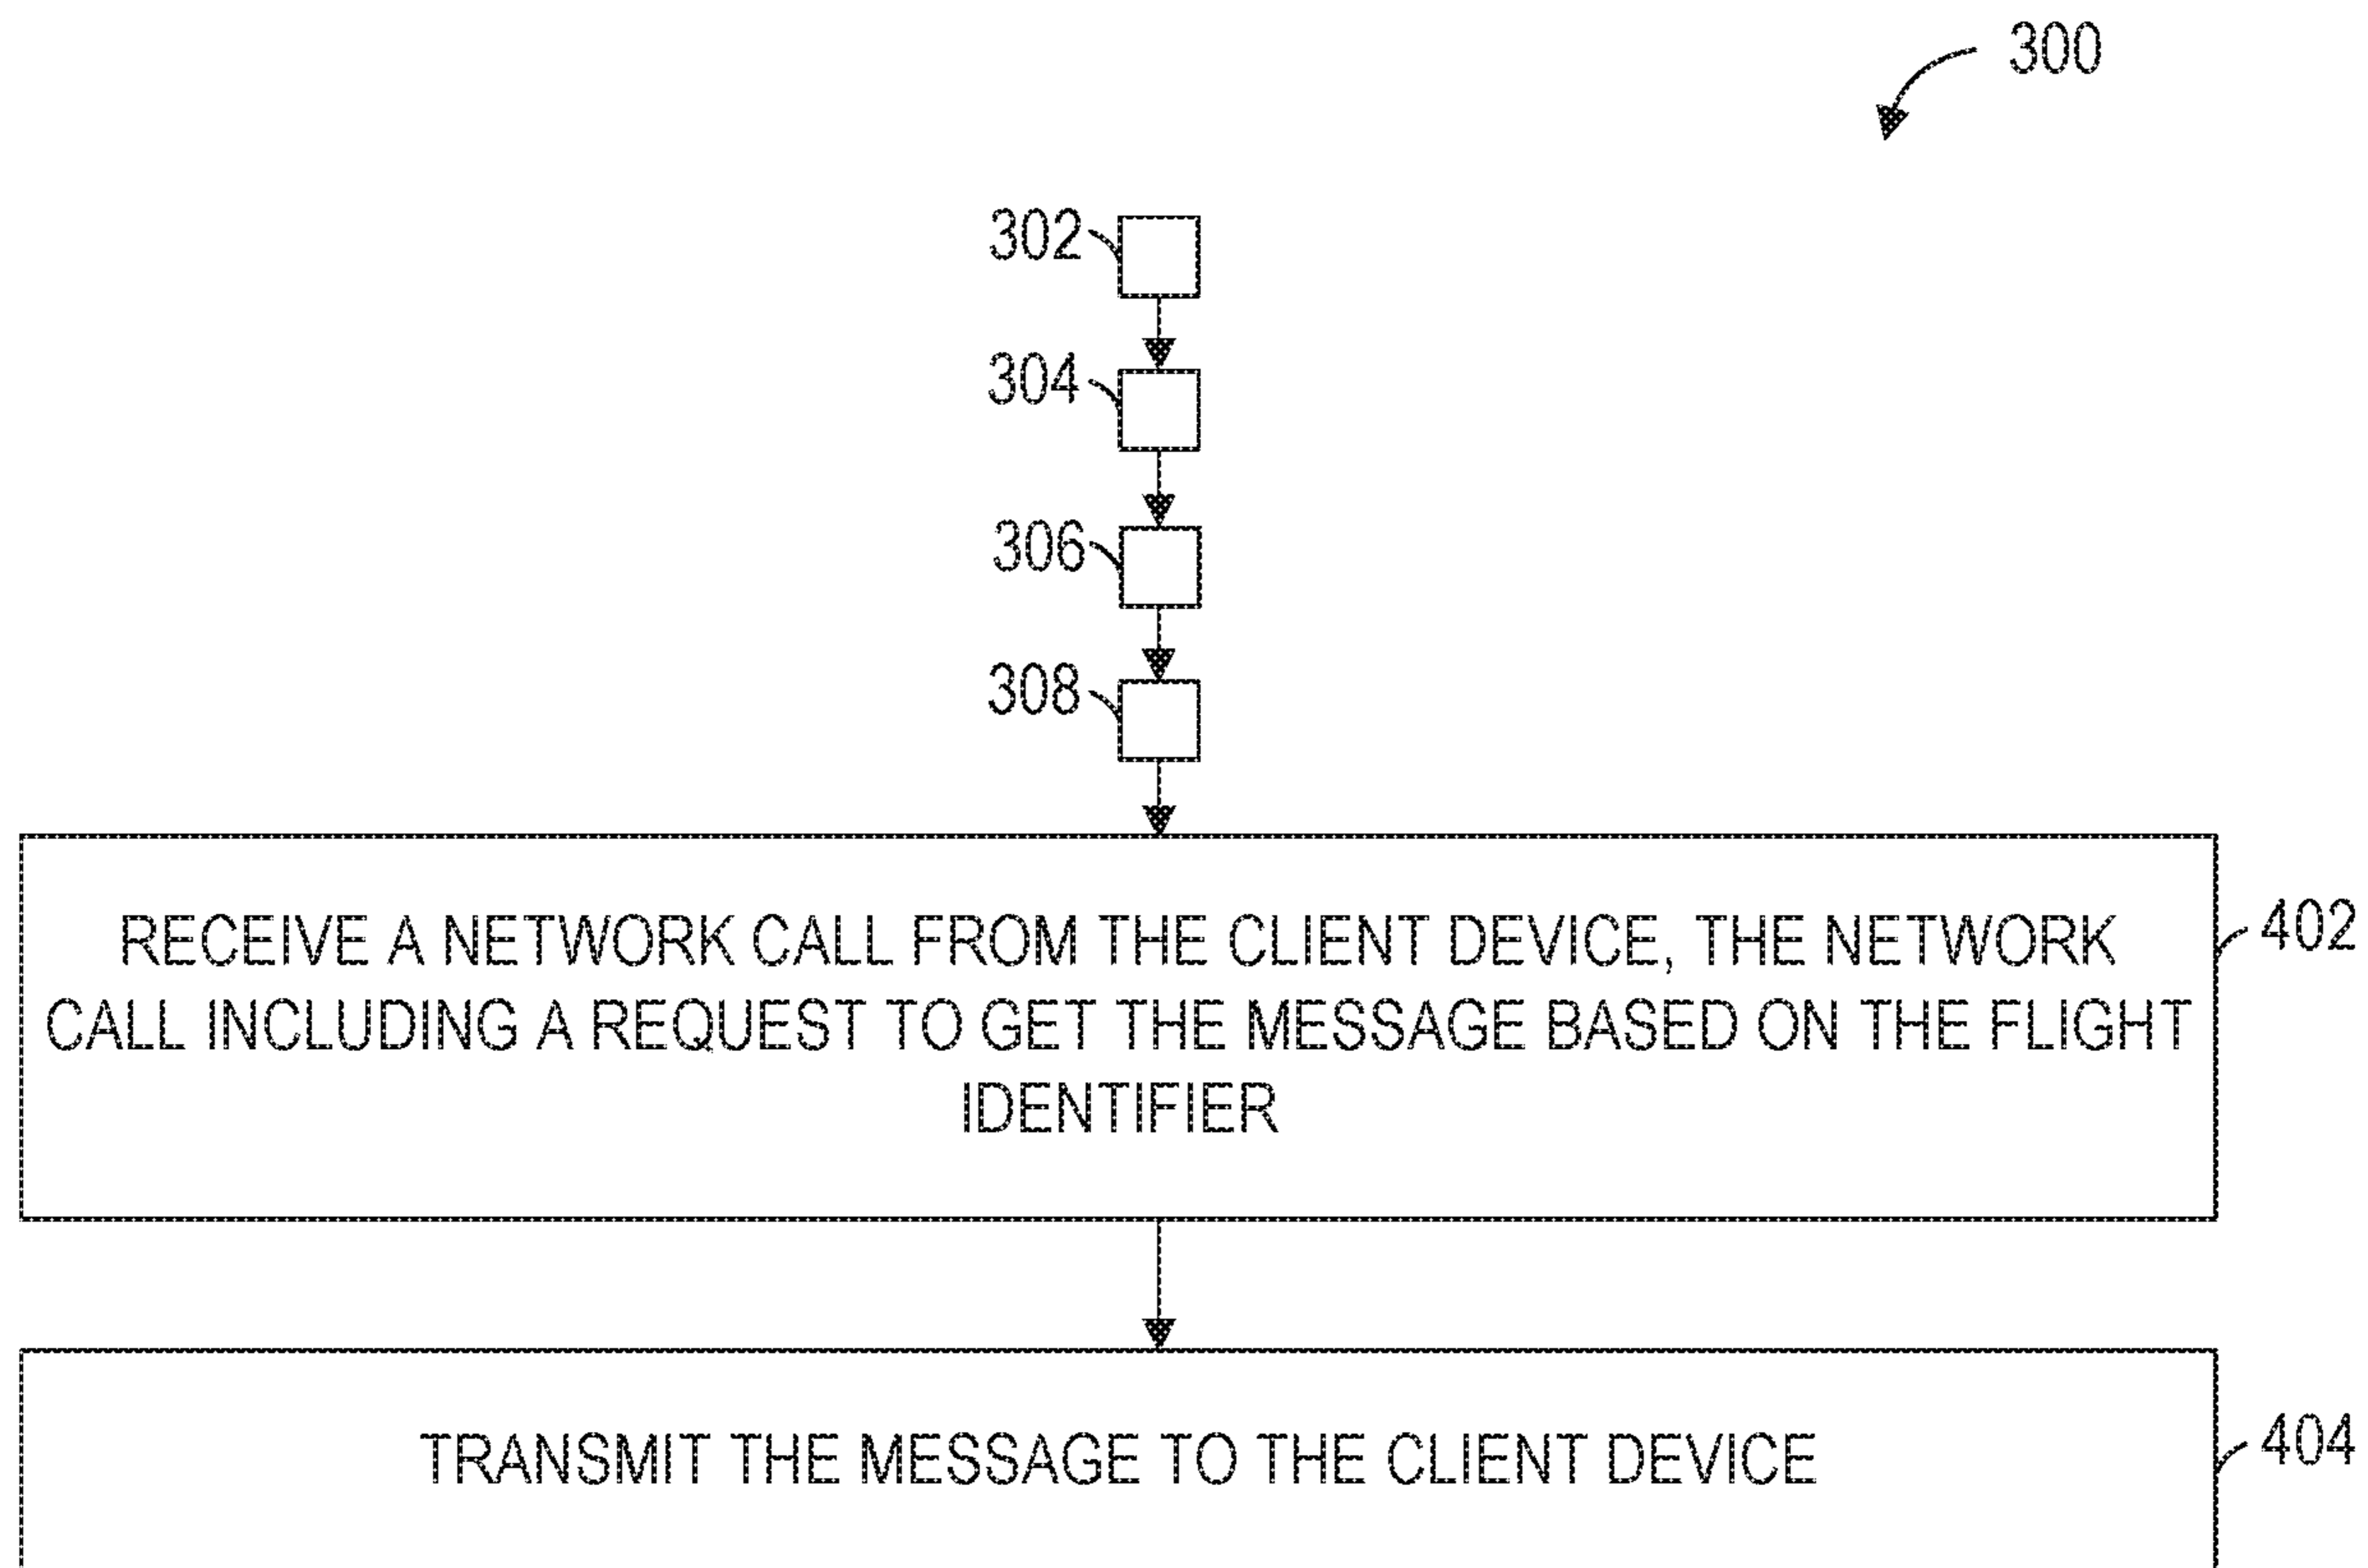 300
302
304
306
308
RECEIVE A NETWORK CALL FROM THE CLIENT DEVICE, THE NETWORK
CALL INCLUDING A REQUEST TO GET THE MESSAGE BASED ON THE FLIGHT
IDENTIFIER
402
TRANSMIT THE MESSAGE TO THE CLIENT DEVICE
404